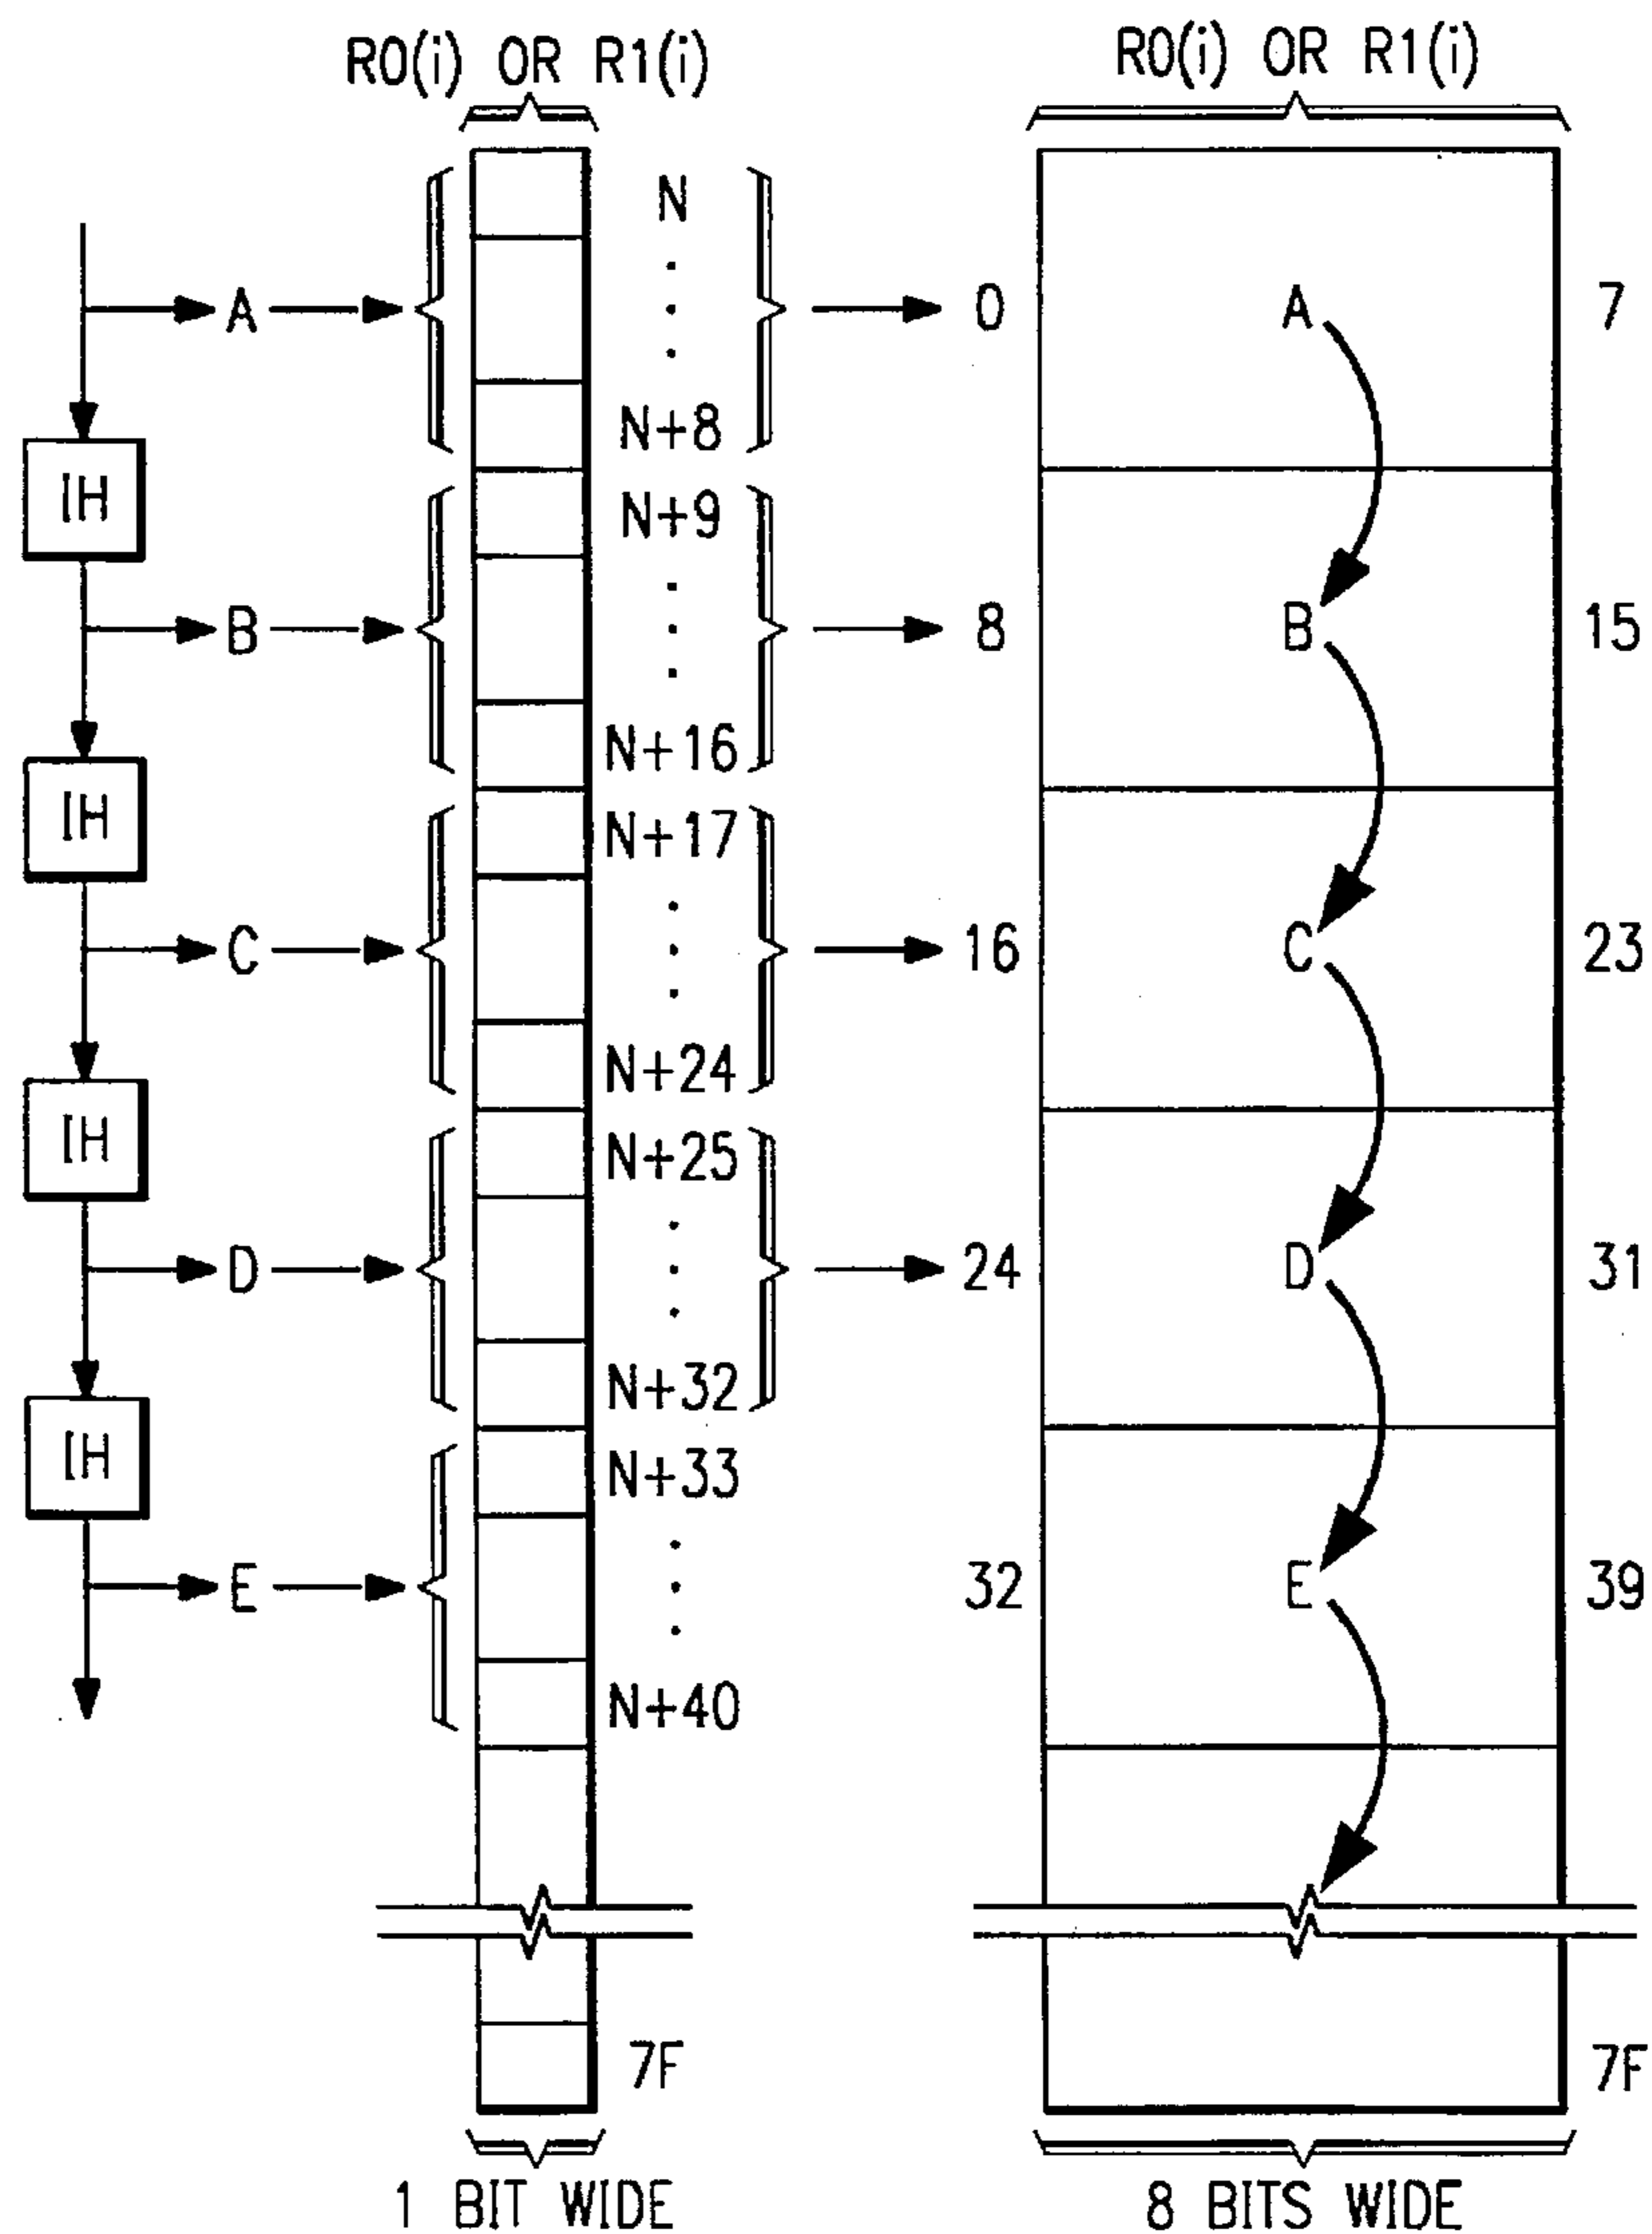 R0(i) OR R1(i)
R0(i) OR R1(i)
N
.
A
.
0
A
7
.
N+8
IH
N+9
.
B
.
8
B
15
.
N+16
IH
N+17
.
C
.
16
C
23
.
N+24
IH
N+25
.
D
.
24
D
31
.
N+32
IH
N+33
.
E
.
32
E
39
.
N+40
7F
7F
1 BIT WIDE
8 BITS WIDE